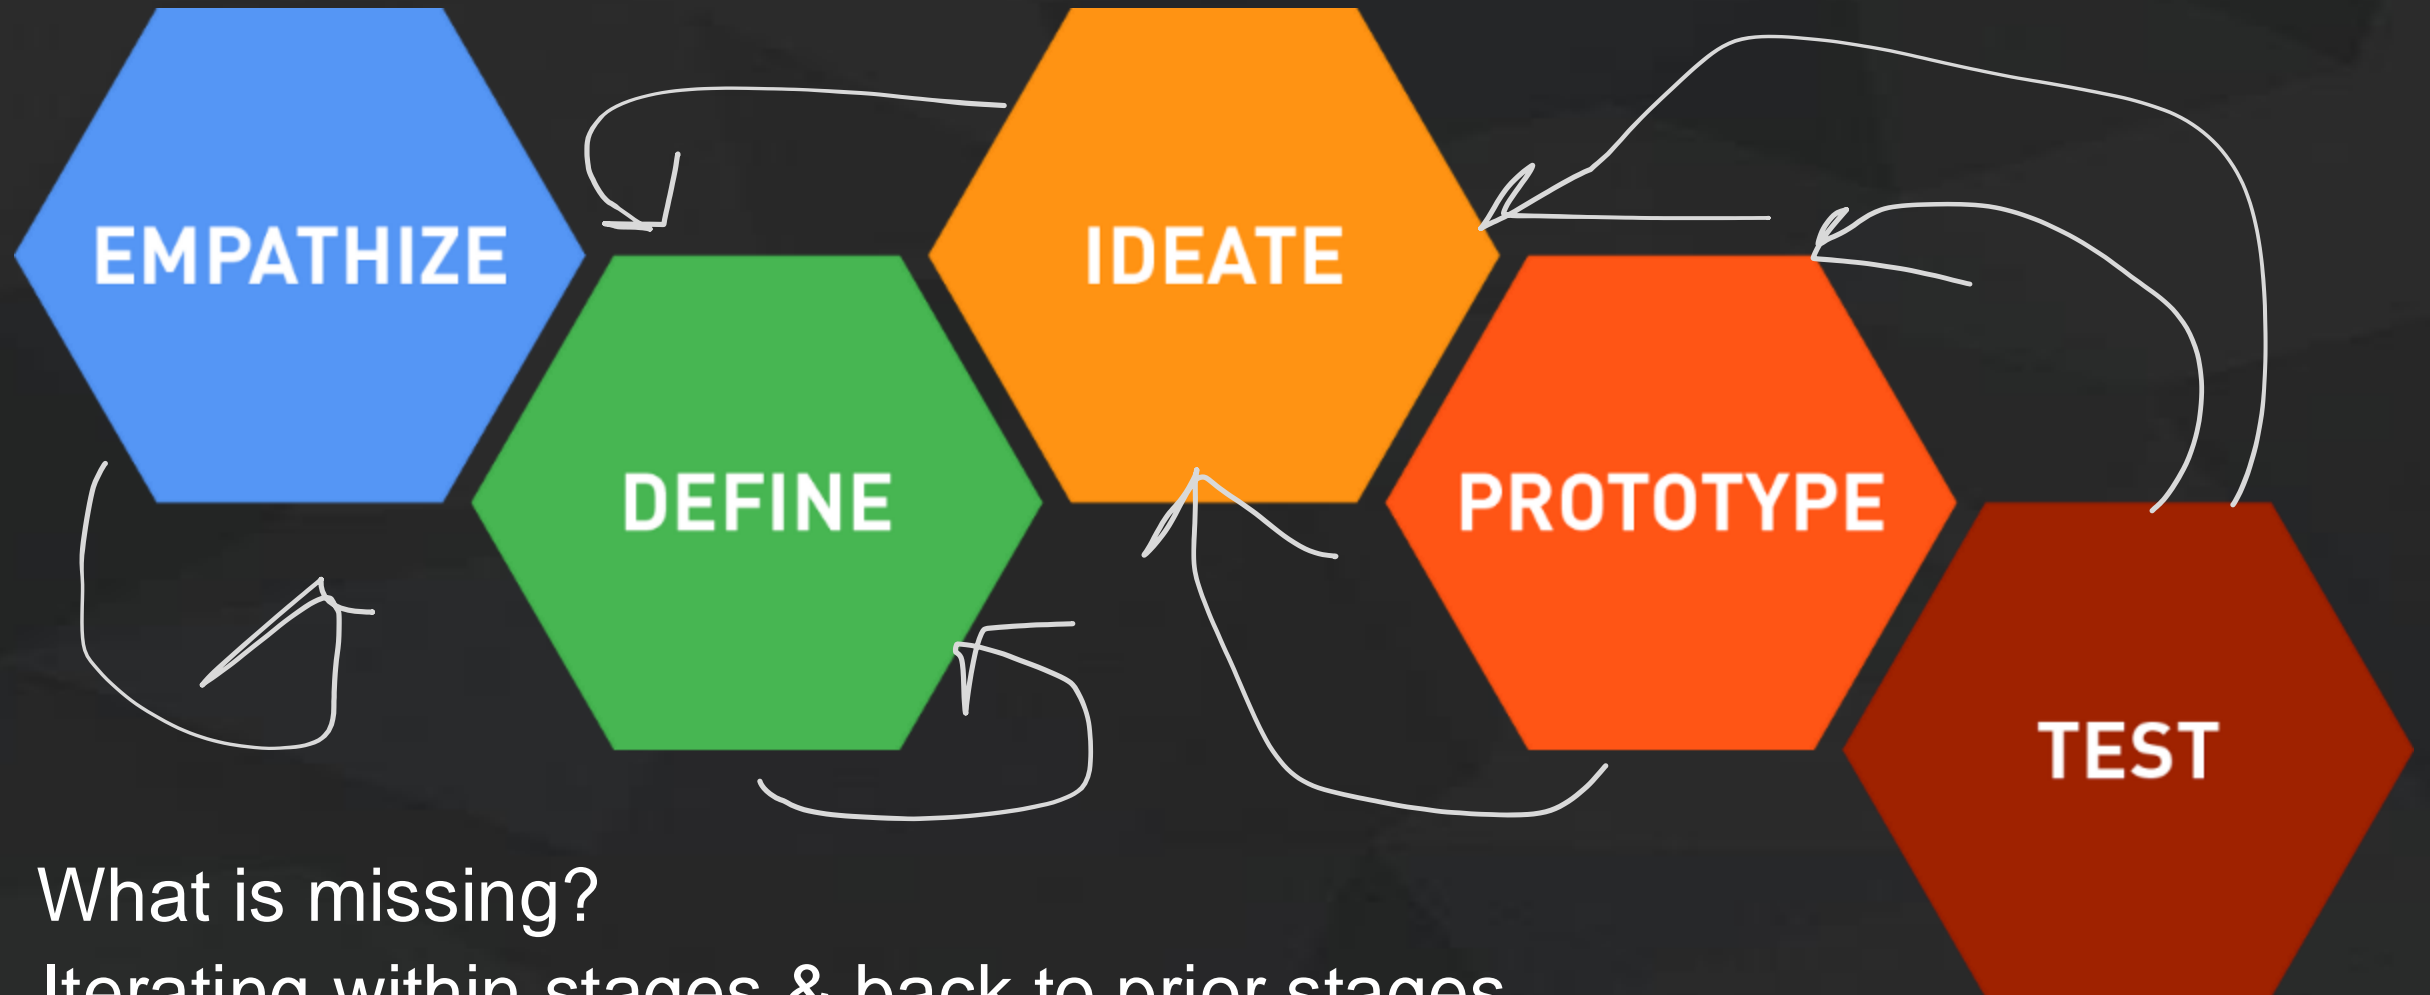 EMPATHIZE
IDEATE
DEFINE
PROTOTYPE
TEST
What is missing?
Iterating within stages & back to prior stages